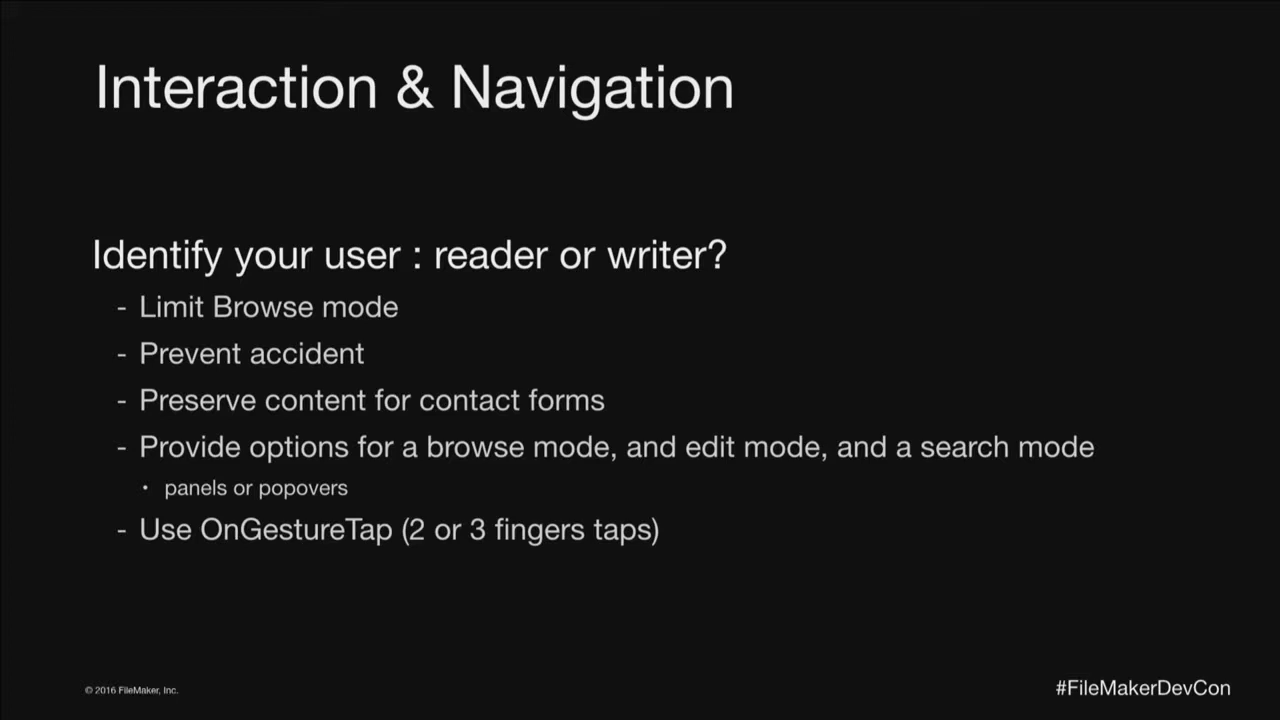 Interaction & Navigation
Identify your user : reader or writer?
- Limit Browse mode
- Prevent accident
- Preserve content for contact forms
- Provide options for a browse mode, and edit mode, and a search mode
• panels or popovers
- Use OnGestureTap (2 or 3 fingers taps)
© 2016 FileMaker, Inc.
#FileMakerDevCon